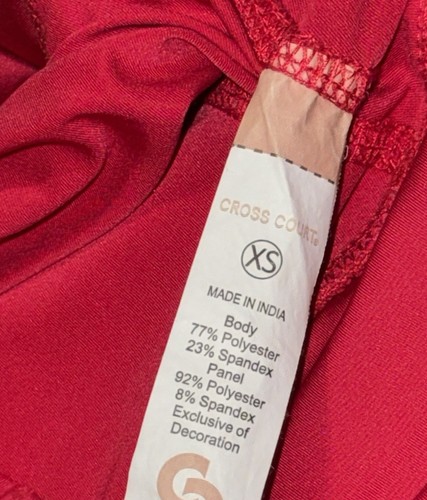 CROSS COURT®
XS
MADE IN INDIA
Body
77% Polyester
23% Spandex
Panel
92% Polyester
8% Spandex
Exclusive of
Decoration